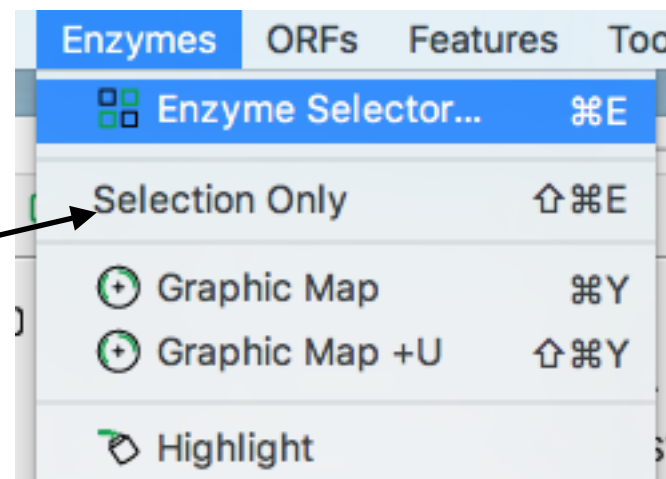 Enzymes ORFs Features
Enzyme Selector... ⌘E
Selection Only ⇧⌘E
Graphic Map ⌘Y
Graphic Map +U ⇧⌘Y
Highlight